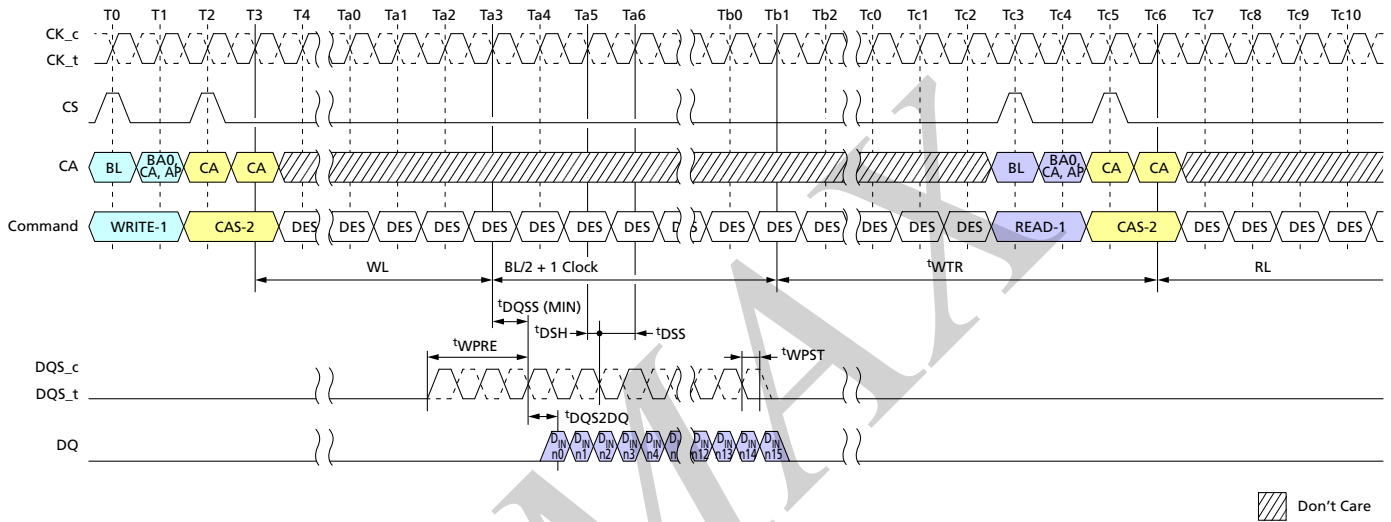 T0 T1 T2 T3 T4 Ta0 Ta1 Ta2 Ta3 Ta4 Ta5 Ta6 Tb0 Tb1 Tb2 Tc0 Tc1 Tc2 Tc3 Tc4 Tc5 Tc6 Tc7 Tc8 Tc9 Tc10
CK_c
CK_t
CS
CA BL BA0, CA, AP CA CA BL BA0, CA, AP CA CA
Command WRITE-1 CAS-2 DES DES DES DES DES DES DES DES DES DES DES DES DES DES READ-1 CAS-2 DES DES DES DES
WL BL/2 + 1 Clock tWTR RL
tDQSS (MIN)
tDSH tDSS
tWPRE tWPST
DQS_c
DQS_t
tDQS2DQ
DQ DIN n0 DIN n1 DIN n2 DIN n3 DIN n4 DIN n12 DIN n13 DIN n14 DIN n15
MAX
Don't Care